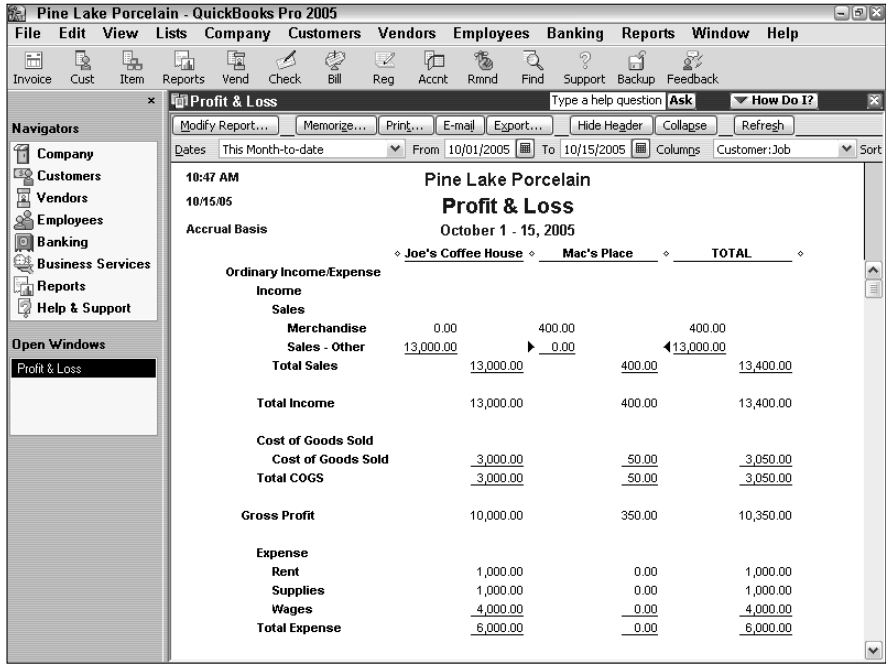 Pine Lake Porcelain - QuickBooks Pro 2005
File Edit View Lists Company Customers Vendors Employees Banking Reports Window Help
Invoice Cust Item Reports Vend Check Bill Reg Accnt Rmnd Find Support Backup Feedback
Profit & Loss Type a help question Ask How Do I?
Navigators
Company
Customers
Vendors
Employees
Banking
Business Services
Reports
Help & Support
Open Windows
Profit & Loss
Modify Report... Memorize... Print... E-mail Export... Hide Header Collapse Refresh
Dates This Month-to-date From 10/01/2005 To 10/15/2005 Columns Customer:Job Sort
10:47 AM Pine Lake Porcelain
10/15/05 Profit & Loss
Accrual Basis October 1 - 15, 2005
Joe's Coffee House Mac's Place TOTAL
Ordinary Income/Expense
Income
Sales
Merchandise 0.00 400.00 400.00
Sales - Other 13,000.00 0.00 13,000.00
Total Sales 13,000.00 400.00 13,400.00
Total Income 13,000.00 400.00 13,400.00
Cost of Goods Sold
Cost of Goods Sold 3,000.00 50.00 3,050.00
Total COGS 3,000.00 50.00 3,050.00
Gross Profit 10,000.00 350.00 10,350.00
Expense
Rent 1,000.00 0.00 1,000.00
Supplies 1,000.00 0.00 1,000.00
Wages 4,000.00 0.00 4,000.00
Total Expense 6,000.00 0.00 6,000.00